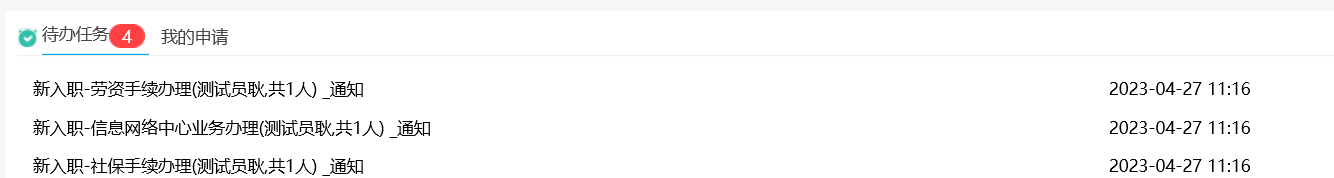 待办任务 4 我的申请
新入职-劳资手续办理(测试员耿,共1人) _通知 2023-04-27 11:16
新入职-信息网络中心业务办理(测试员耿,共1人) _通知 2023-04-27 11:16
新入职-社保手续办理(测试员耿,共1人) _通知 2023-04-27 11:16